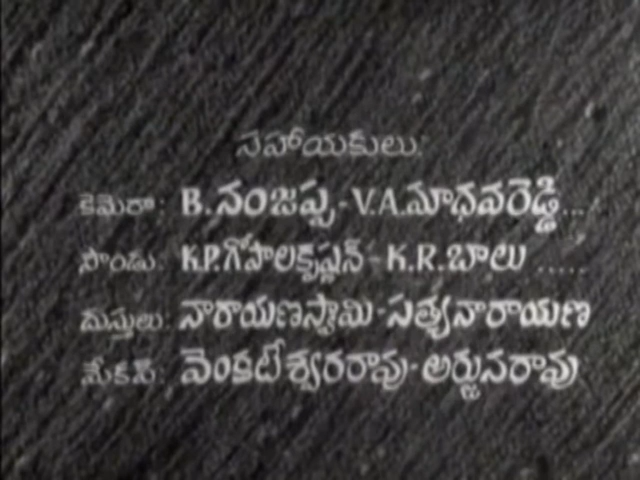 సహాయకులు:
కెమెరా: B.నంజప్ప-V.A.మాధవరెడ్డి...
సౌండు: K.P.గోపాలకృష్ణన్-K.R.బాలు .....
దుస్తులు: నారాయణస్వామి-సత్యనారాయణ
మేకప్: వెంకటేశ్వరరావు-అర్జునరావు